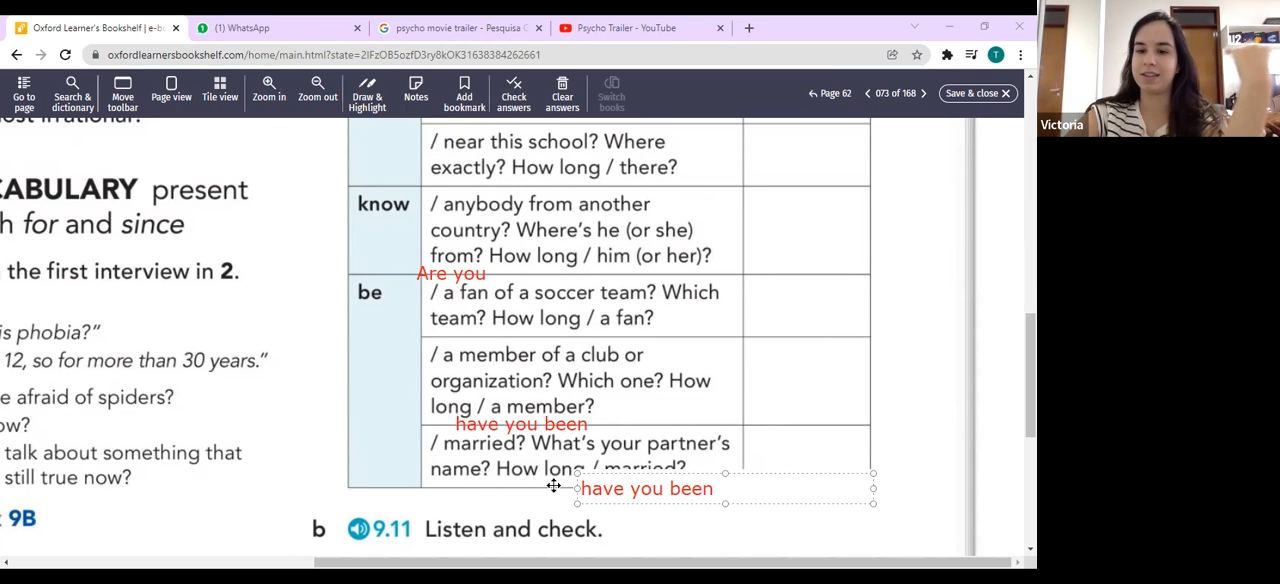 Oxford Learner's Bookshelf | e-b
(1) WhatsApp
psycho movie trailer - Pesquisa G
Psycho Trailer - YouTube
oxfordlearnersbookshelf.com/home/main.html?state=2IFzOB5ozfD3ry8kOK31638384262661
T
Go to page
Search & dictionary
Move toolbar
Page view
Tile view
Zoom in
Zoom out
Draw & Highlight
Notes
Add bookmark
Check answers
Clear answers
Switch books
Page 62
073 of 168
Save & close X
Victoria
ost irrational.
/ near this school? Where
exactly? How long / there?
CABULARY present
h for and since
know
/ anybody from another
country? Where's he (or she)
from? How long / him (or her)?
the first interview in 2.
Are you
be
/ a fan of a soccer team? Which
team? How long / a fan?
is phobia?"
12, so for more than 30 years."
/ a member of a club or
organization? Which one? How
long / a member?
e afraid of spiders?
ow?
have you been
talk about something that
still true now?
/ married? What's your partner's
name? How long / married?
have you been
9B
b 9.11 Listen and check.